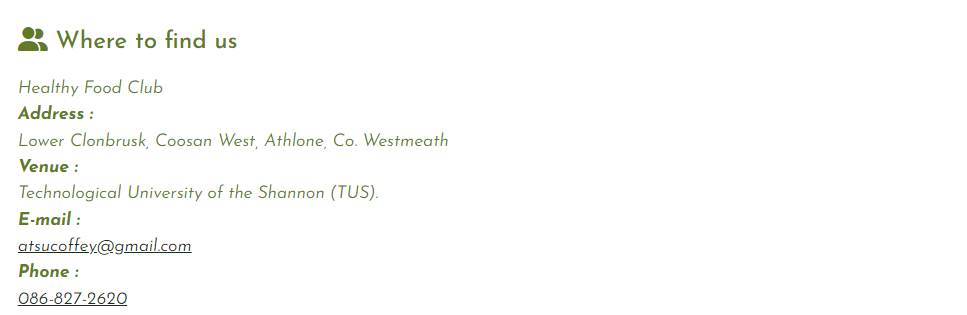 Where to find us
Healthy Food Club
Address :
Lower Clonbrusk, Coosan West, Athlone, Co. Westmeath
Venue :
Technological University of the Shannon (TUS).
E-mail :
atsucoffey@gmail.com
Phone :
086-827-2620